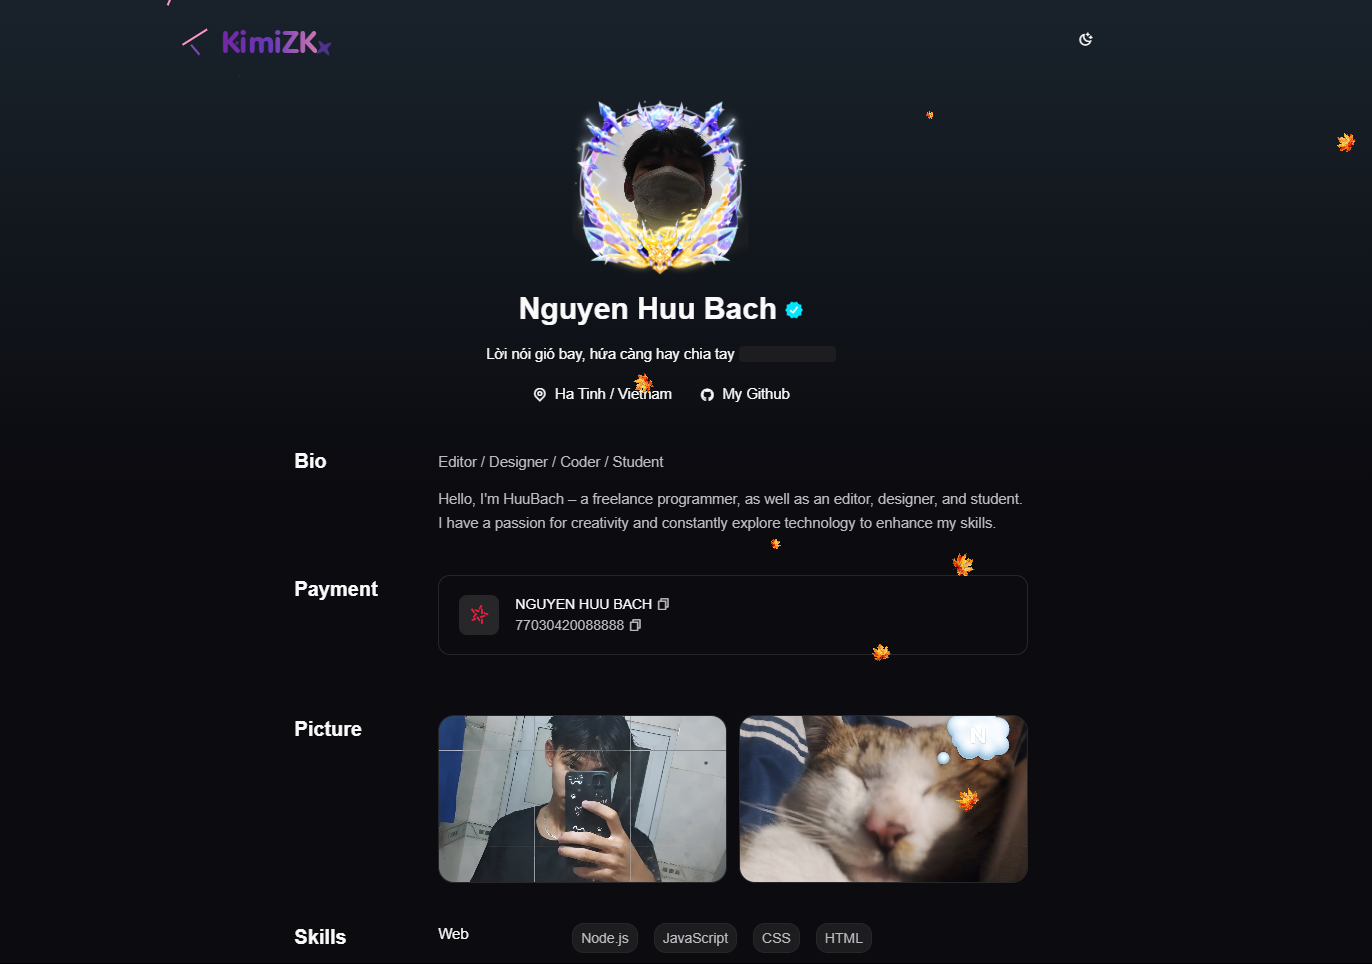 KimiZK
Nguyen Huu Bach
Lời nói gió bay, hứa càng hay chia tay
Ha Tinh / Vietnam My Github
Bio
Editor / Designer / Coder / Student
Hello, I'm HuuBach – a freelance programmer, as well as an editor, designer, and student.
I have a passion for creativity and constantly explore technology to enhance my skills.
Payment
NGUYEN HUU BACH
77030420088888
Picture
N
Skills
Web
Node.js JavaScript CSS HTML